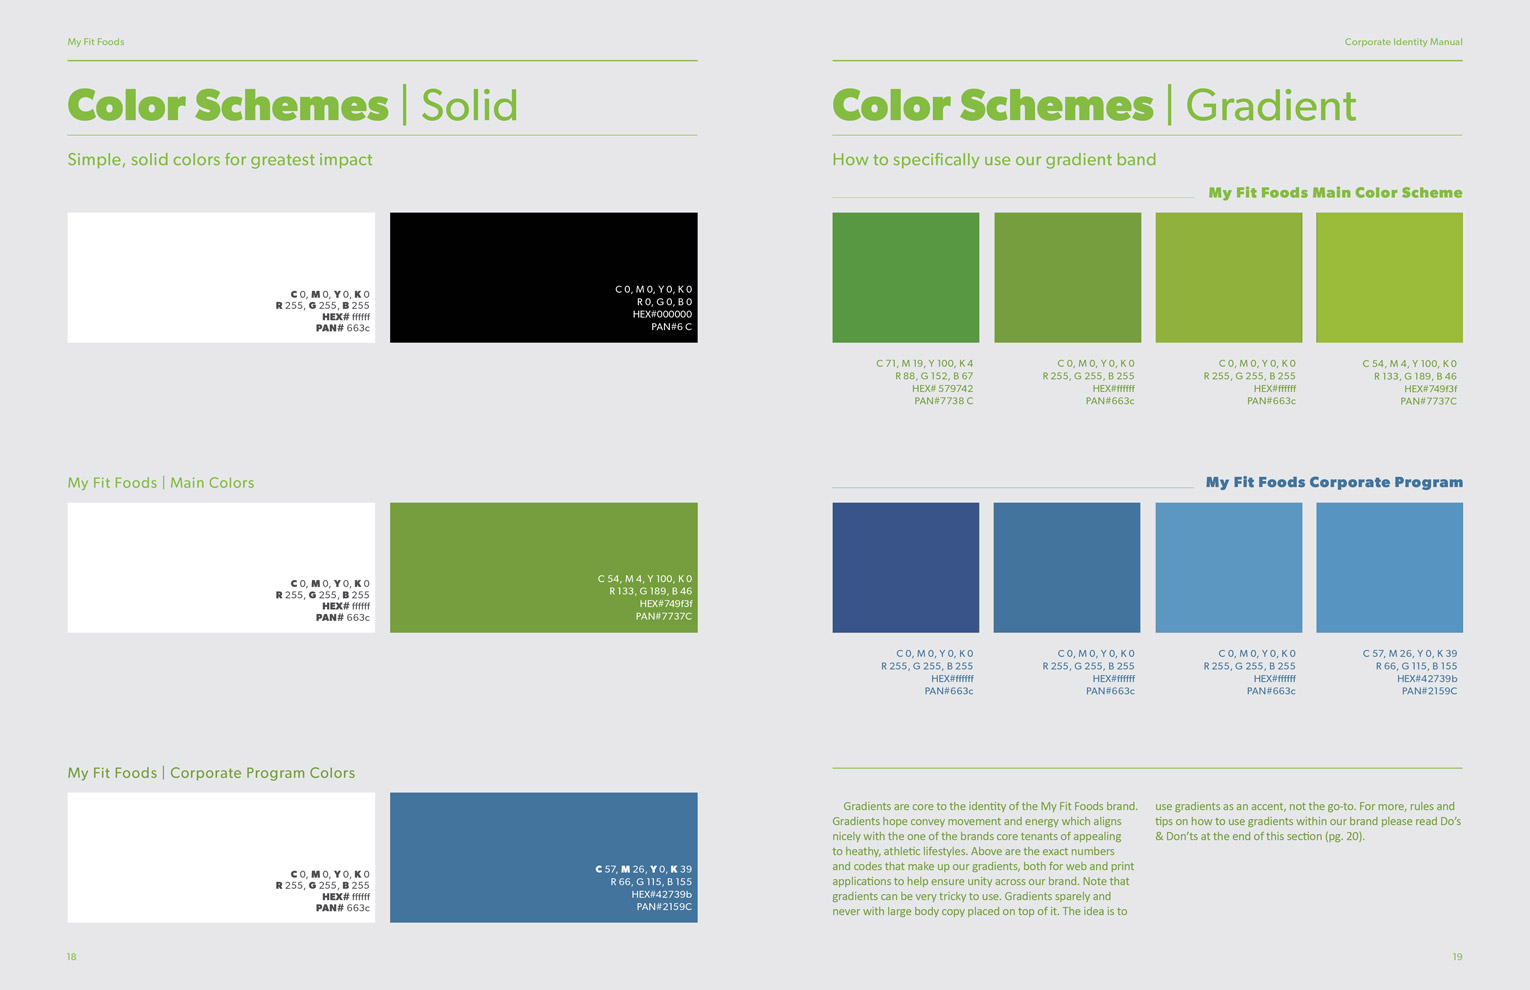 My Fit Foods
Color Schemes | Solid
Simple, solid colors for greatest impact
C 0, M 0, Y 0, K 0
R 255, G 255, B 255
HEX# ffffff
PAN# 663c
C 0, M 0, Y 0, K 0
R 0, G 0, B 0
HEX#000000
PAN#6 C
My Fit Foods | Main Colors
C 0, M 0, Y 0, K 0
R 255, G 255, B 255
HEX# ffffff
PAN# 663c
C 54, M 4, Y 100, K 0
R 133, G 189, B 46
HEX#749f3f
PAN#7737C
My Fit Foods | Corporate Program Colors
C 0, M 0, Y 0, K 0
R 255, G 255, B 255
HEX# ffffff
PAN# 663c
C 57, M 26, Y 0, K 39
R 66, G 115, B 155
HEX#42739b
PAN#2159C
18
Corporate Identity Manual
Color Schemes | Gradient
How to specifically use our gradient band
My Fit Foods Main Color Scheme
C 71, M 19, Y 100, K 4
R 88, G 152, B 67
HEX# 579742
PAN#7738 C
C 0, M 0, Y 0, K 0
R 255, G 255, B 255
HEX#ffffff
PAN#663c
C 0, M 0, Y 0, K 0
R 255, G 255, B 255
HEX#ffffff
PAN#663c
C 54, M 4, Y 100, K 0
R 133, G 189, B 46
HEX#749f3f
PAN#7737C
My Fit Foods Corporate Program
C 0, M 0, Y 0, K 0
R 255, G 255, B 255
HEX#ffffff
PAN#663c
C 0, M 0, Y 0, K 0
R 255, G 255, B 255
HEX#ffffff
PAN#663c
C 0, M 0, Y 0, K 0
R 255, G 255, B 255
HEX#ffffff
PAN#663c
C 57, M 26, Y 0, K 39
R 66, G 115, B 155
HEX#42739b
PAN#2159C
Gradients are core to the identity of the My Fit Foods brand.
Gradients hope convey movement and energy which aligns
nicely with the one of the brands core tenants of appealing
to heathy, athletic lifestyles. Above are the exact numbers
and codes that make up our gradients, both for web and print
applications to help ensure unity across our brand. Note that
gradients can be very tricky to use. Gradients sparely and
never with large body copy placed on top of it. The idea is to
use gradients as an accent, not the go-to. For more, rules and
tips on how to use gradients within our brand please read Do's
& Don'ts at the end of this section (pg. 20).
19